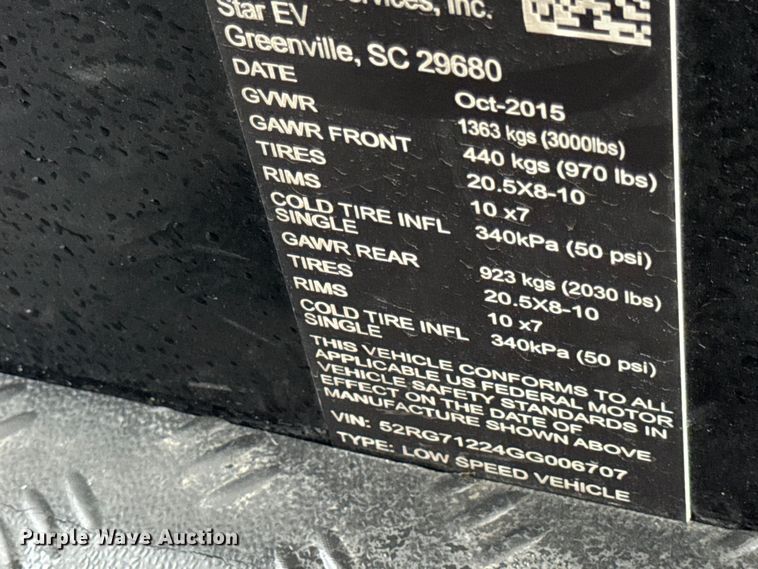 Services, Inc.
Star EV
Greenville, SC 29680
DATE Oct-2015
GVWR 1363 kgs (3000lbs)
GAWR FRONT 440 kgs (970 lbs)
TIRES 20.5X8-10
RIMS 10 x7
COLD TIRE INFL 340kPa (50 psi)
SINGLE
GAWR REAR 923 kgs (2030 lbs)
TIRES 20.5X8-10
RIMS 10 x7
COLD TIRE INFL 340kPa (50 psi)
SINGLE
THIS VEHICLE CONFORMS TO ALL
APPLICABLE US FEDERAL MOTOR
VEHICLE SAFETY STANDARDS IN
EFFECT ON THE DATE OF
MANUFACTURE SHOWN ABOVE
VIN: 52RG71224GG006707
TYPE: LOW SPEED VEHICLE
Purple Wave Auction